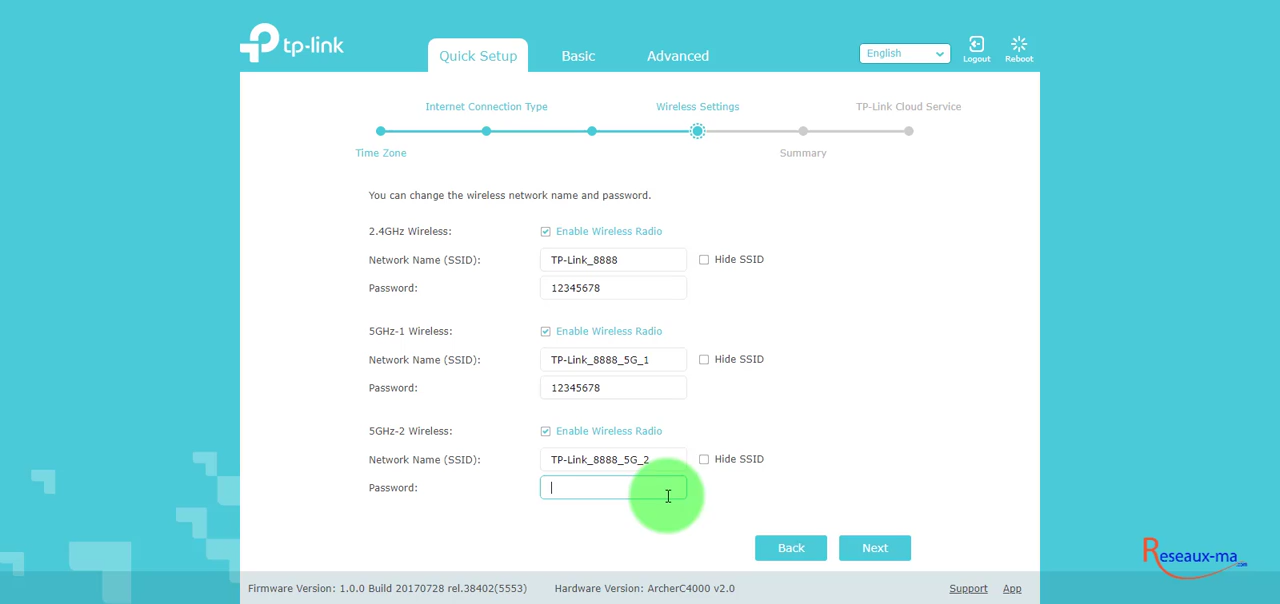 tp-link
Quick Setup Basic Advanced English Logout Reboot
Internet Connection Type Wireless Settings TP-Link Cloud Service
Time Zone Summary
You can change the wireless network name and password.
2.4GHz Wireless: Enable Wireless Radio
Network Name (SSID): TP-Link_8888 Hide SSID
Password: 12345678
5GHz-1 Wireless: Enable Wireless Radio
Network Name (SSID): TP-Link_8888_5G_1 Hide SSID
Password: 12345678
5GHz-2 Wireless: Enable Wireless Radio
Network Name (SSID): TP-Link_8888_5G_2 Hide SSID
Password:
Back Next
Reseaux-ma.com
Firmware Version: 1.0.0 Build 20170728 rel.38402(5553) Hardware Version: ArcherC4000 v2.0 Support App